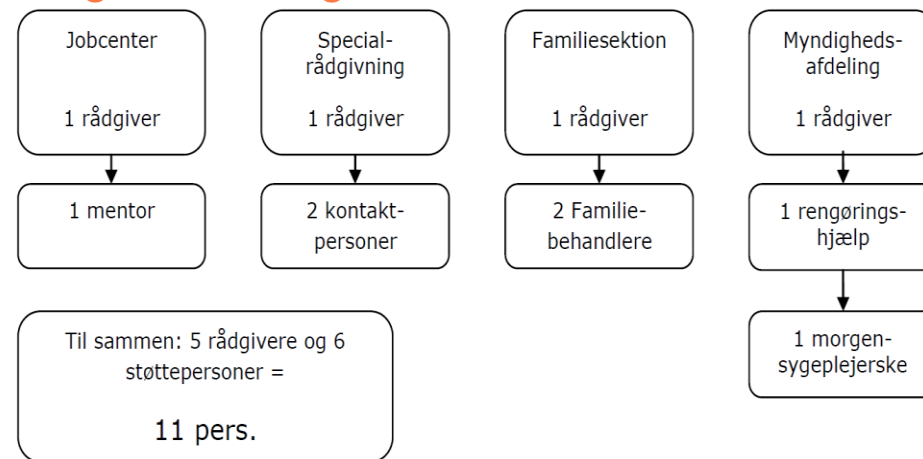 Jobcenter
1 rådgiver
Special-
rådgivning
1 rådgiver
Familiesektion
1 rådgiver
Myndigheds-
afdeling
1 rådgiver
1 mentor
2 kontakt-
personer
2 Familie-
behandlere
1 rengørings-
hjælp
1 morgen-
sygeplejerske
Til sammen: 5 rådgivere og 6
støttepersoner =
11 pers.